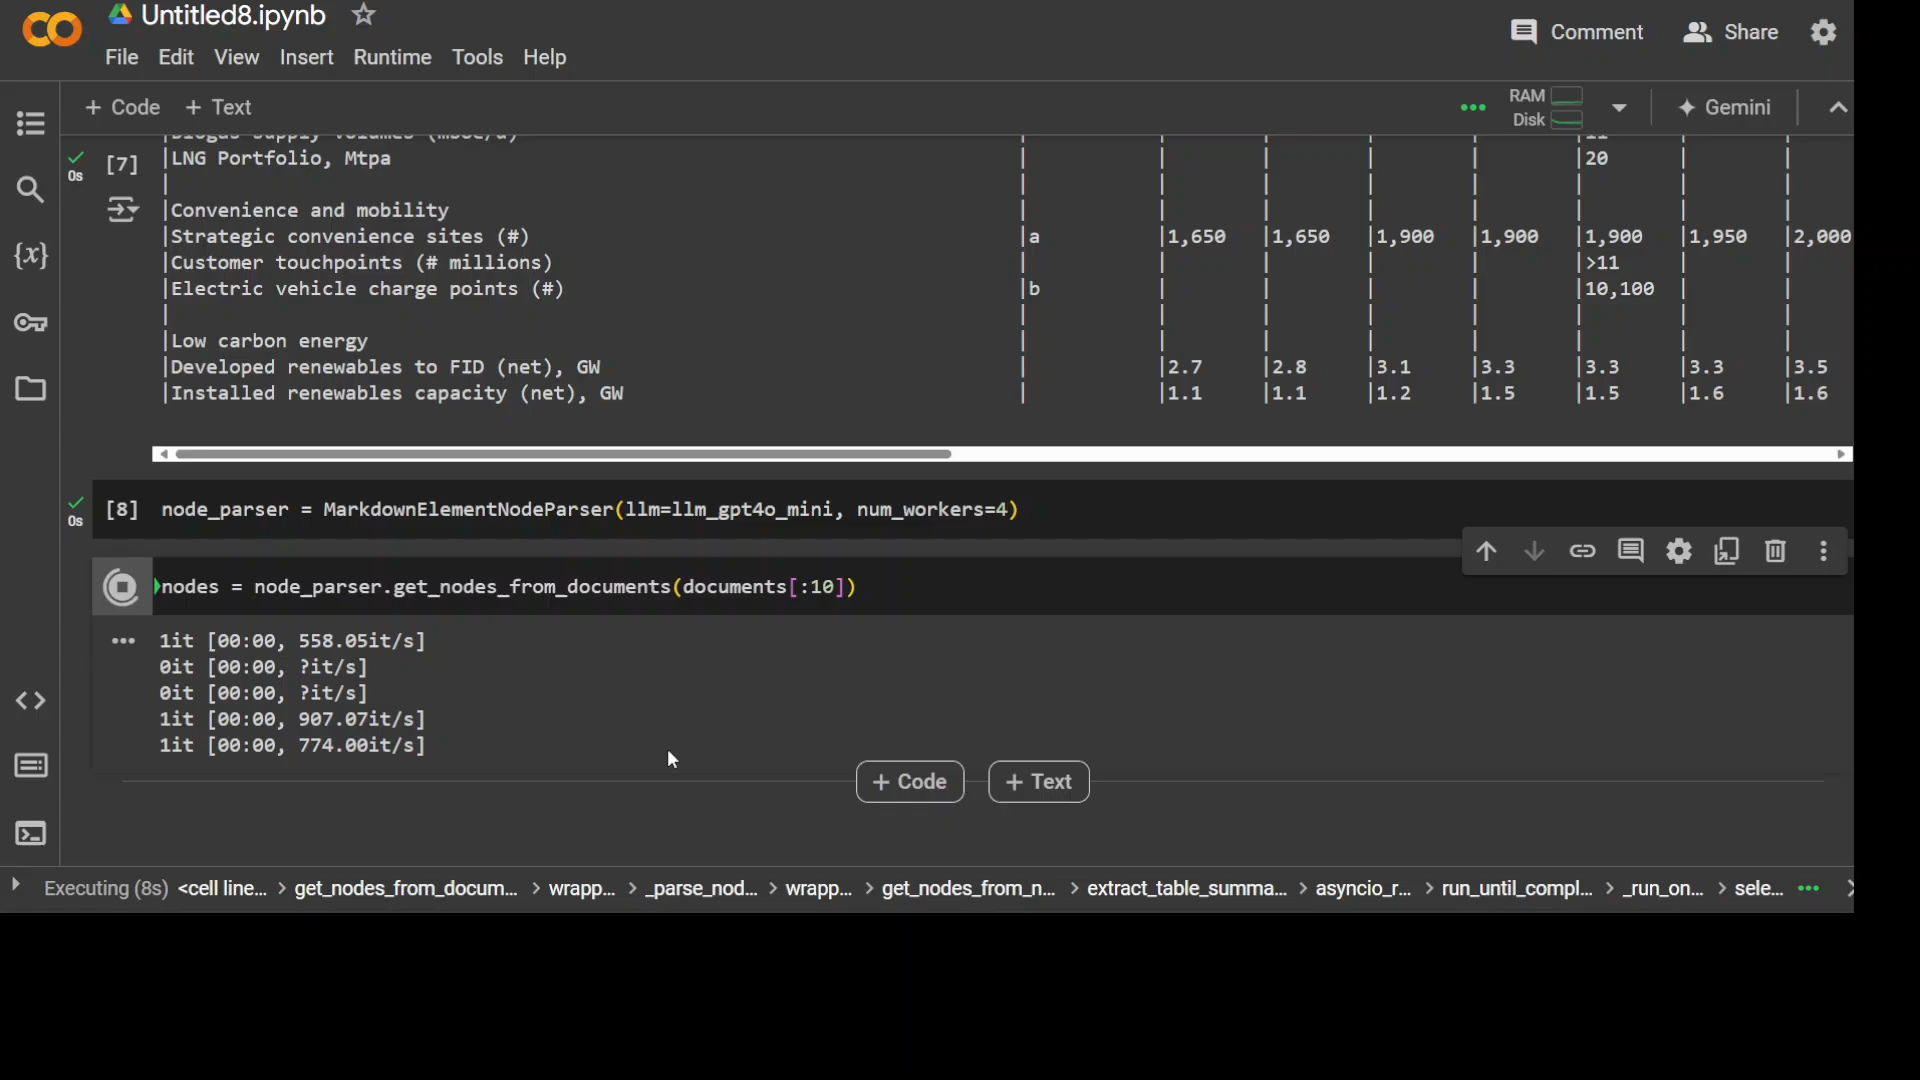 Untitled8.ipynb
File Edit View Insert Runtime Tools Help
Comment Share
+ Code + Text
RAM
Disk
Gemini
|Biogas supply volumes (mboe/d) |11
[7] |LNG Portfolio, Mtpa | | | | | |20 | |
0s
| | | | | | | | |
|Convenience and mobility | | | | | | | |
|Strategic convenience sites (#) |a |1,650 |1,650 |1,900 |1,900 |1,900 |1,950 |2,000
|Customer touchpoints (# millions) | | | | | |>11 | |
|Electric vehicle charge points (#) |b | | | | |10,100 | |
| | | | | | | | |
|Low carbon energy | | | | | | | |
|Developed renewables to FID (net), GW | |2.7 |2.8 |3.1 |3.3 |3.3 |3.3 |3.5
|Installed renewables capacity (net), GW | |1.1 |1.1 |1.2 |1.5 |1.5 |1.6 |1.6
[8] node_parser = MarkdownElementNodeParser(llm=llm_gpt4o_mini, num_workers=4)
0s
nodes = node_parser.get_nodes_from_documents(documents[:10])
1it [00:00, 558.05it/s]
0it [00:00, ?it/s]
0it [00:00, ?it/s]
1it [00:00, 907.07it/s]
1it [00:00, 774.00it/s]
+ Code + Text
Executing (8s) <cell line... > get_nodes_from_docum... > wrapp... > _parse_nod... > wrapp... > get_nodes_from_n... > extract_table_summa... > asyncio_r... > run_until_compl... > _run_on... > sele...